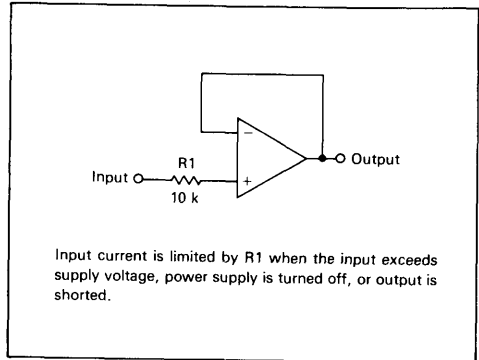 R1
Input
10 k
−
+
Output
Input current is limited by R1 when the input exceeds
supply voltage, power supply is turned off, or output is
shorted.